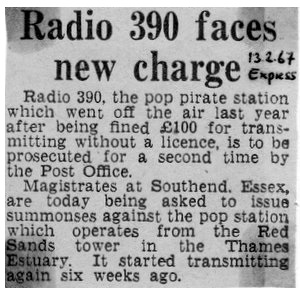 Radio 390 faces
new charge
13.2.67
Express
Radio 390, the pop pirate station
which went off the air last year
after being fined £100 for trans-
mitting without a licence, is to be
prosecuted for a second time by
the Post Office.
Magistrates at Southend, Essex,
are today being asked to issue
summonses against the pop station
which operates from the Red
Sands tower in the Thames
Estuary. It started transmitting
again six weeks ago.